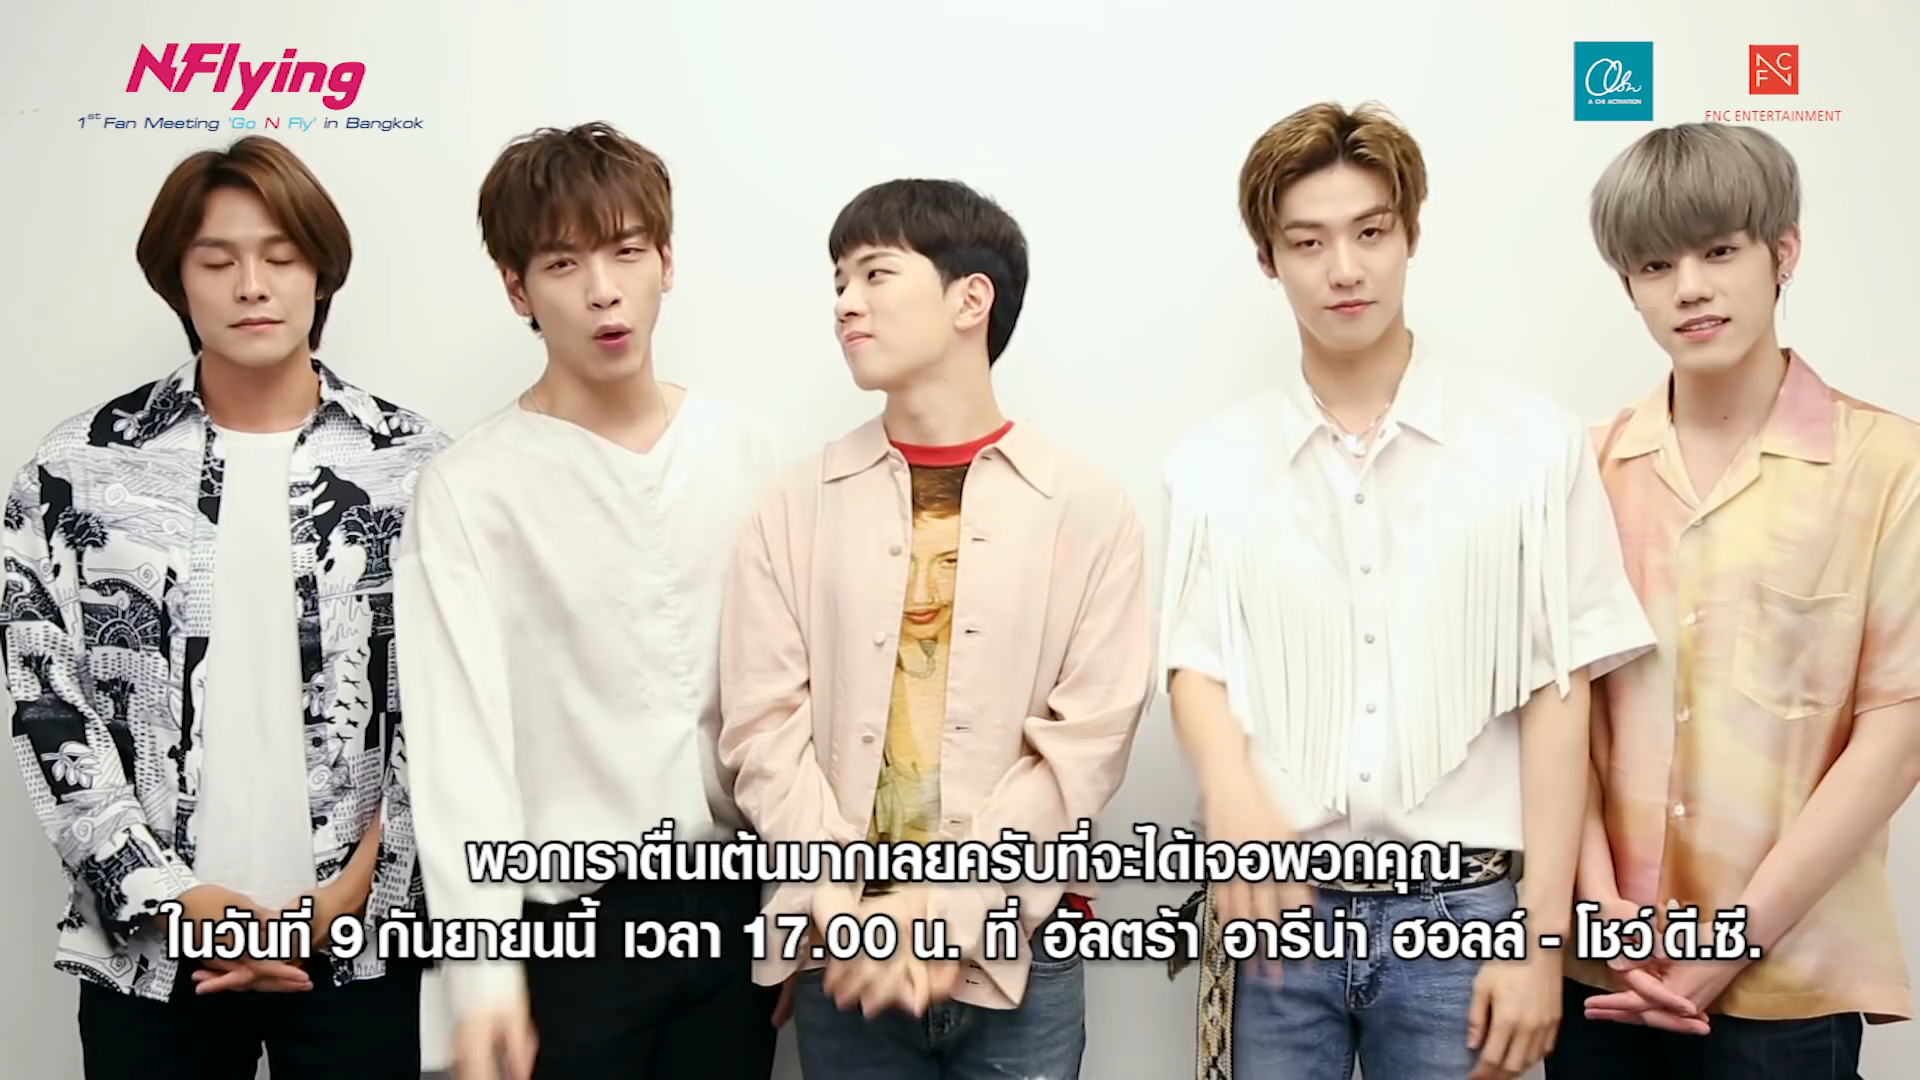 N.Flying
1st Fan Meeting 'Go N Fly' in Bangkok
A CHI ACTIVATION
NC
FN
FNC ENTERTAINMENT
พวกเราตื่นเต้นมากเลยครับที่จะได้เจอพวกคุณ
ในวันที่ 9 กันยายนนี้ เวลา 17.00 น. ที่ อัลตร้า อารีน่า ฮอลล์ - โชว์ ดี.ซี.